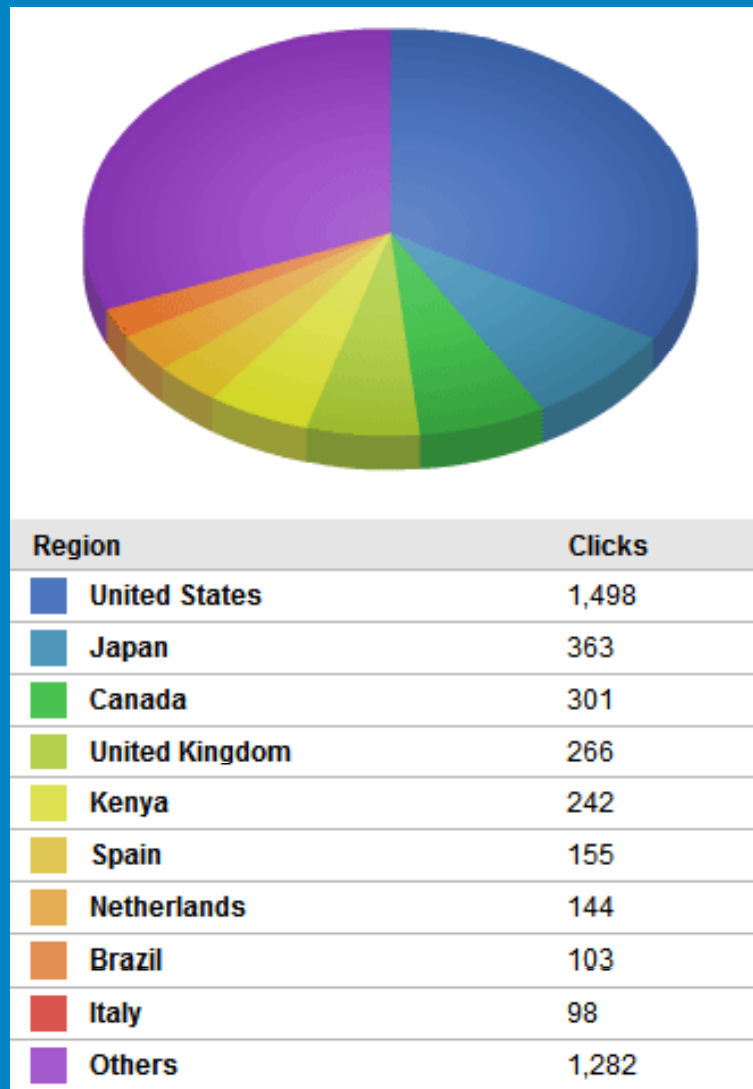 Region Clicks
United States 1,498
Japan 363
Canada 301
United Kingdom 266
Kenya 242
Spain 155
Netherlands 144
Brazil 103
Italy 98
Others 1,282